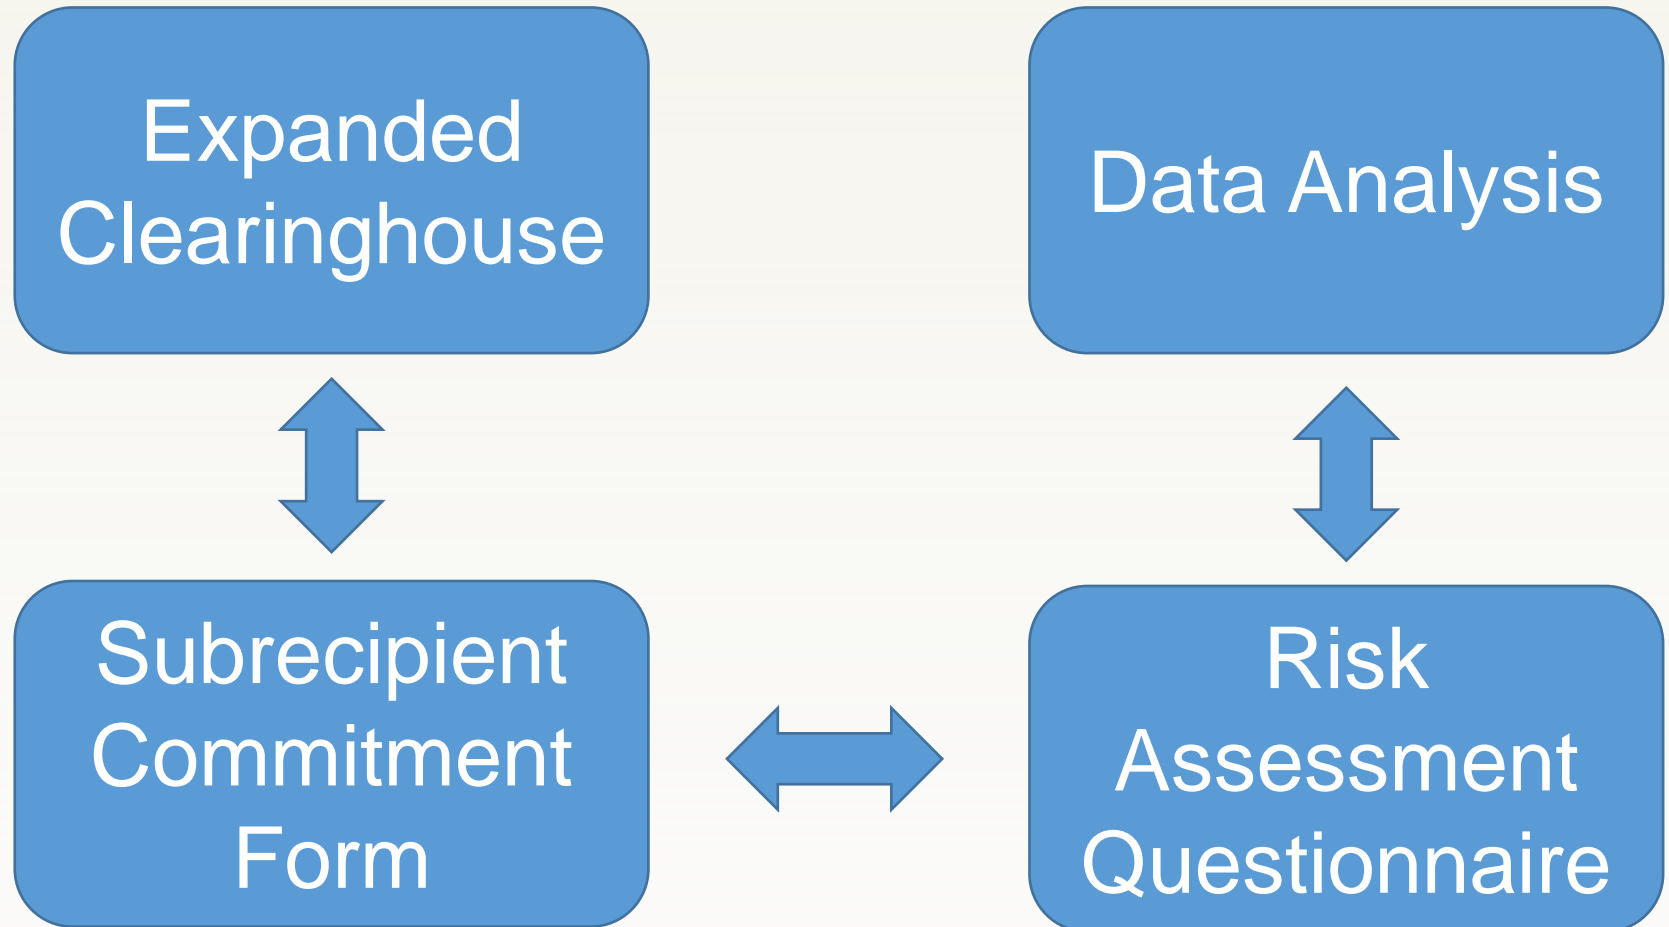 Expanded
Clearinghouse
Data Analysis
Subrecipient
Commitment
Form
Risk
Assessment
Questionnaire